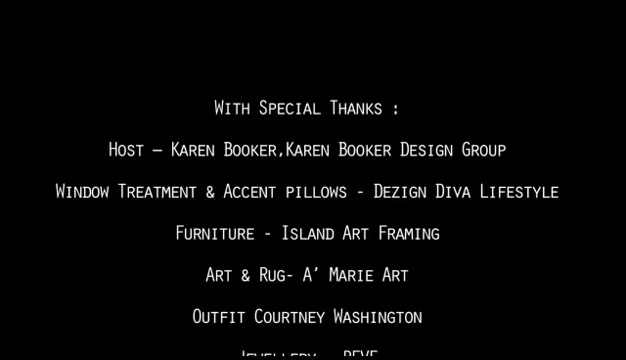 With Special Thanks :
Host – Karen Booker,Karen Booker Design Group
Window Treatment & Accent pillows - Dezign Diva Lifestyle
Furniture - Island Art Framing
Art & Rug- A' Marie Art
Outfit Courtney Washington